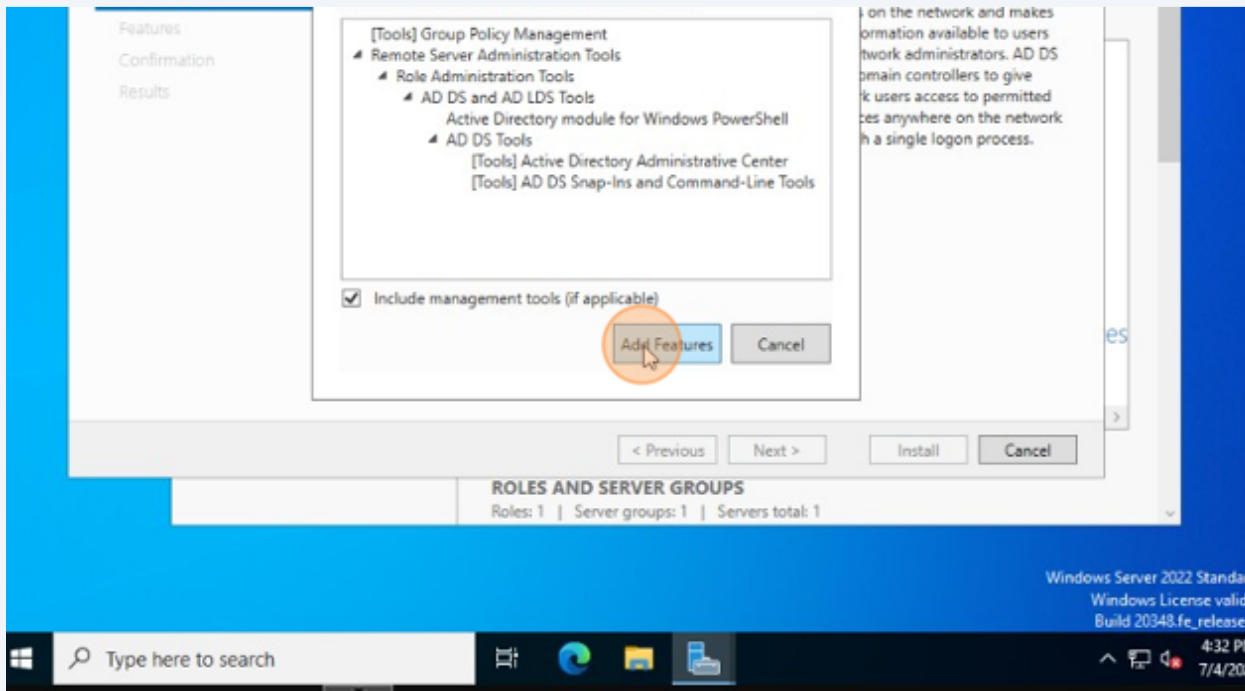 Features
Confirmation
Results
[Tools] Group Policy Management
Remote Server Administration Tools
Role Administration Tools
AD DS and AD LDS Tools
Active Directory module for Windows PowerShell
AD DS Tools
[Tools] Active Directory Administrative Center
[Tools] AD DS Snap-Ins and Command-Line Tools
Include management tools (if applicable)
Add Features Cancel
on the network and makes
ormation available to users
twork administrators. AD DS
omain controllers to give
users access to permitted
ces anywhere on the network
h a single logon process.
es
< Previous Next > Install Cancel
ROLES AND SERVER GROUPS
Roles: 1 | Server groups: 1 | Servers total: 1
Windows Server 2022 Standa
Windows License valid
Build 20348.fe_release
Type here to search
4:32 P
7/4/20